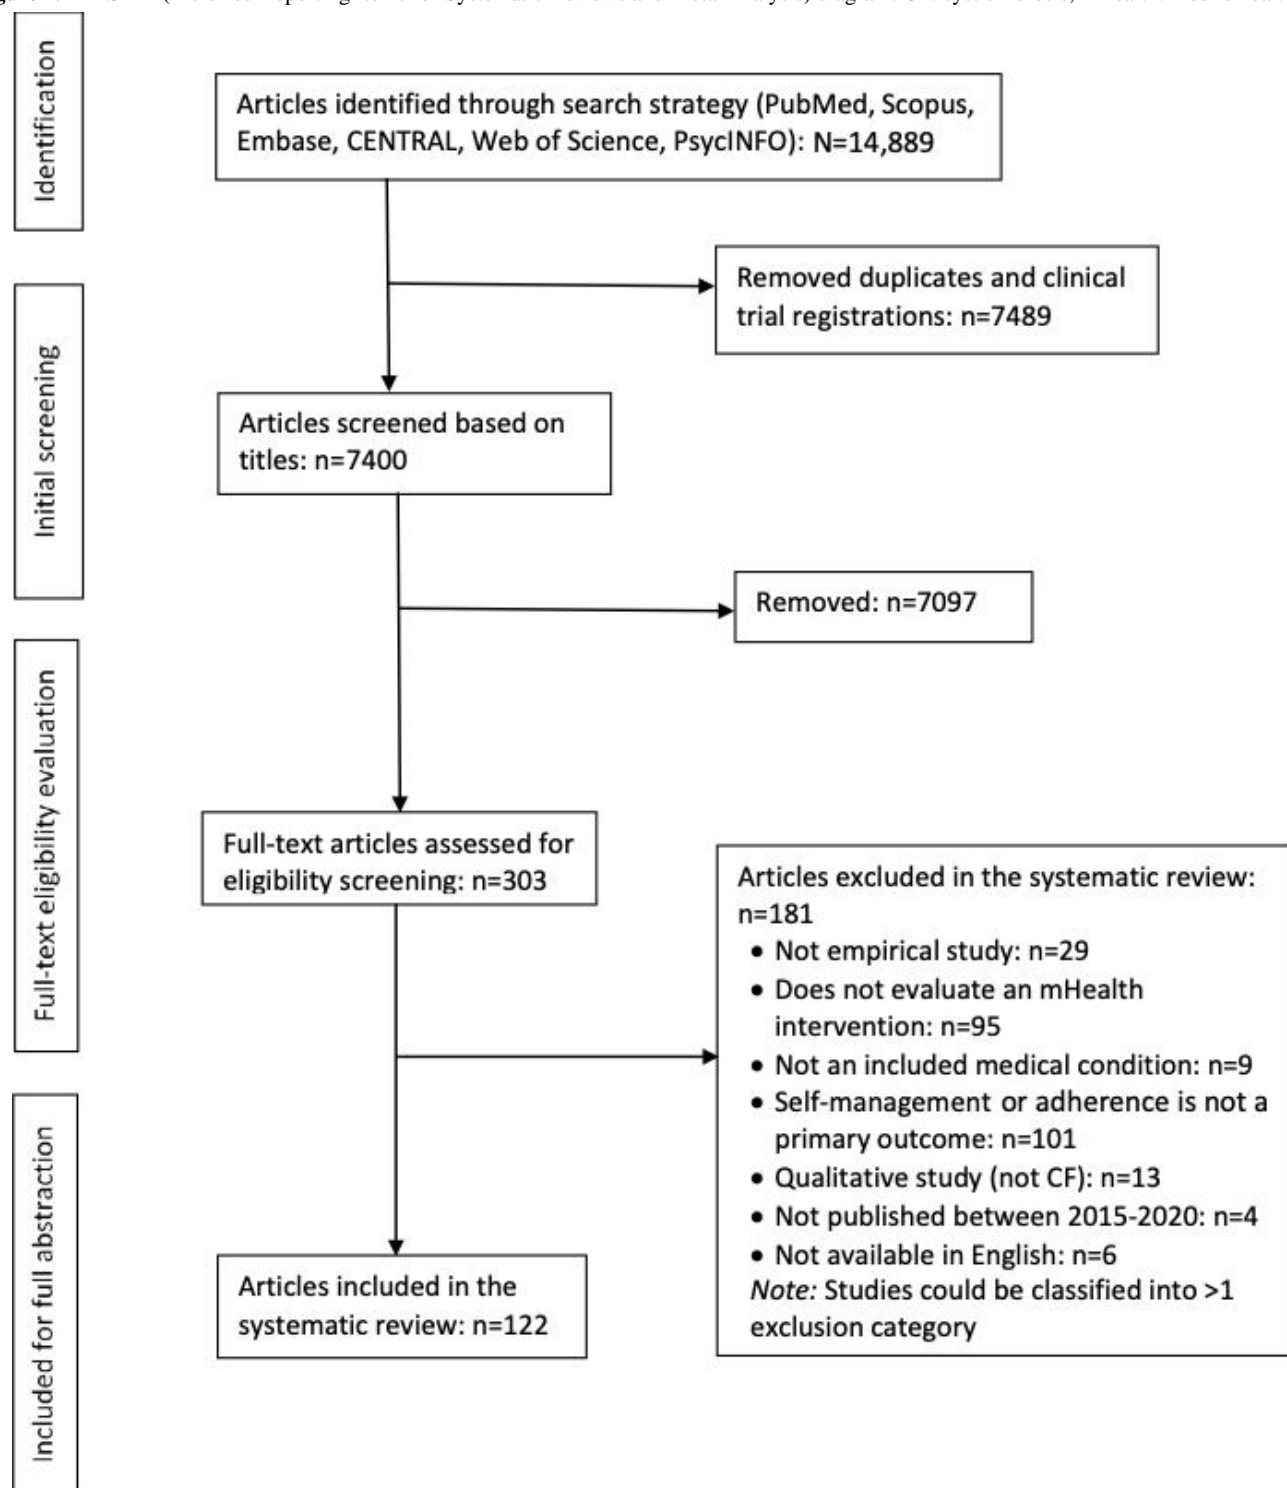 Identification
Articles identified through search strategy (PubMed, Scopus,
Embase, CENTRAL, Web of Science, PsycINFO): N=14,889
Removed duplicates and clinical
trial registrations: n=7489
Initial screening
Articles screened based on
titles: n=7400
Removed: n=7097
Full-text eligibility evaluation
Full-text articles assessed for
eligibility screening: n=303
Articles excluded in the systematic review:
n=181
• Not empirical study: n=29
• Does not evaluate an mHealth
intervention: n=95
• Not an included medical condition: n=9
• Self-management or adherence is not a
primary outcome: n=101
• Qualitative study (not CF): n=13
• Not published between 2015-2020: n=4
• Not available in English: n=6
Note: Studies could be classified into >1
exclusion category
Included for full abstraction
Articles included in the
systematic review: n=122